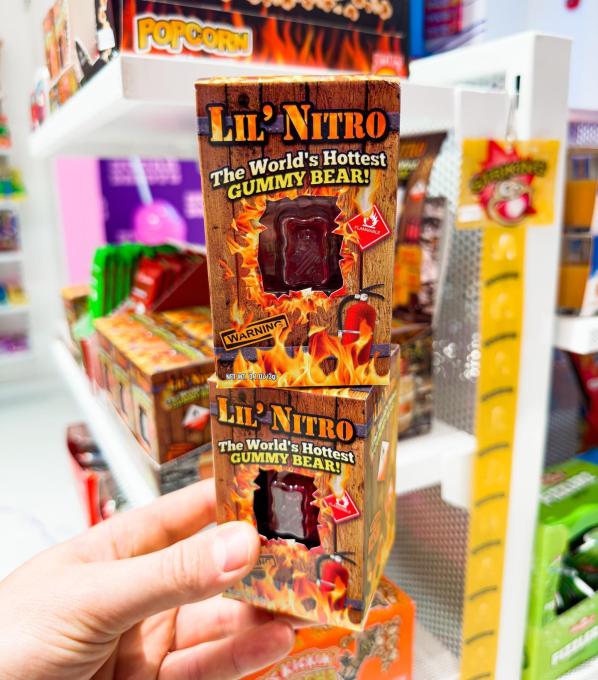 POPCORN
LIL' NITRO
The World's Hottest
GUMMY BEAR!
FLAMMABLE
WARNING
LIL' NITRO
The World's Hottest
GUMMY BEAR!